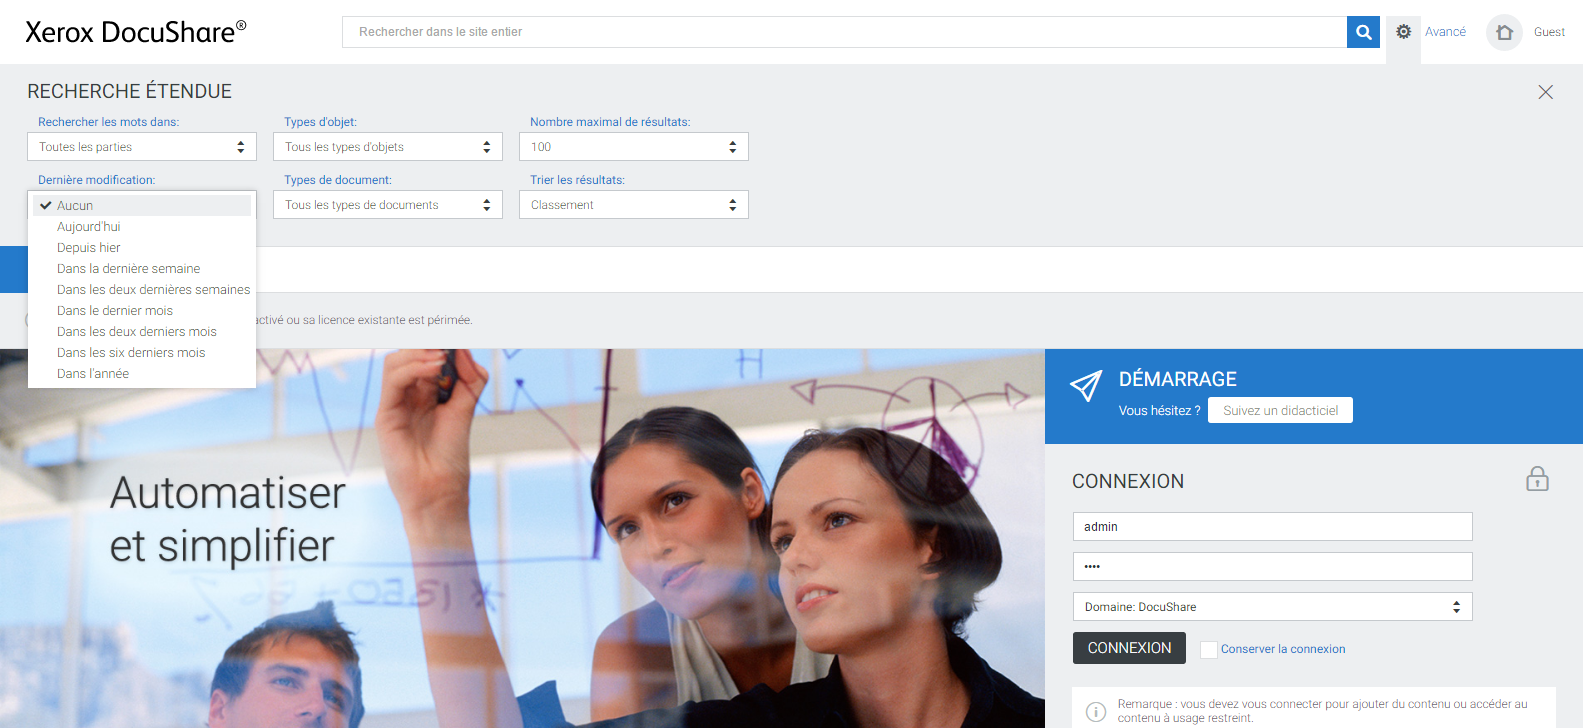 Xerox DocuShare®
Rechercher dans le site entier
Avancé
Guest
RECHERCHE ÉTENDUE
Rechercher les mots dans:
Types d'objet:
Nombre maximal de résultats:
Toutes les parties
Tous les types d'objets
100
Dernière modification:
Types de document:
Trier les résultats:
Aucun
Tous les types de documents
Classement
Aujourd'hui
Depuis hier
Dans la dernière semaine
Dans les deux dernières semaines
Dans le dernier mois
activé ou sa licence existante est périmée.
Dans les deux derniers mois
Dans les six derniers mois
Dans l'année
DÉMARRAGE
Vous hésitez ?
Suivez un didacticiel
Automatiser
et simplifier
CONNEXION
admin
••••
Domaine: DocuShare
CONNEXION
Conserver la connexion
Remarque : vous devez vous connecter pour ajouter du contenu ou accéder au
contenu à usage restreint.